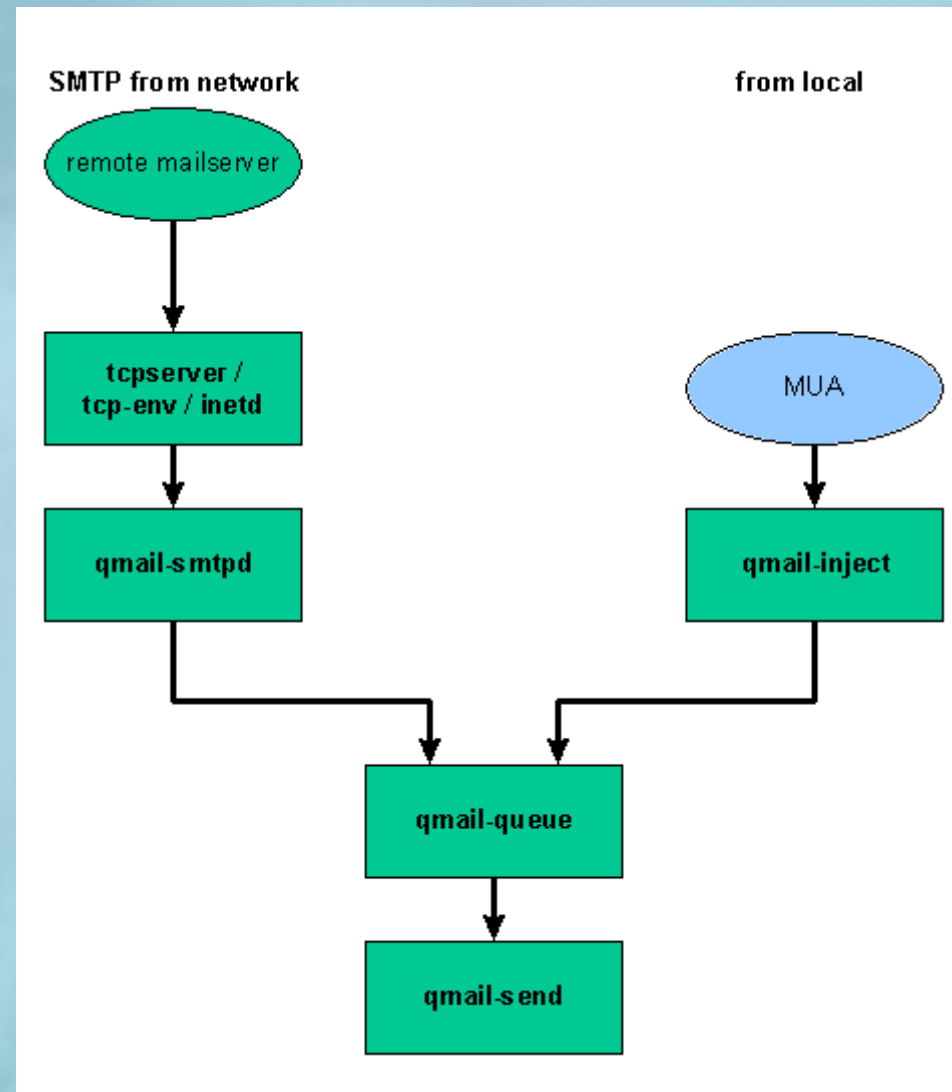 SMTP from network
from local
remote mailserver
tcpserver /
tcp-env / inetd
MUA
qmail-smtpd
qmail-inject
qmail-queue
qmail-send